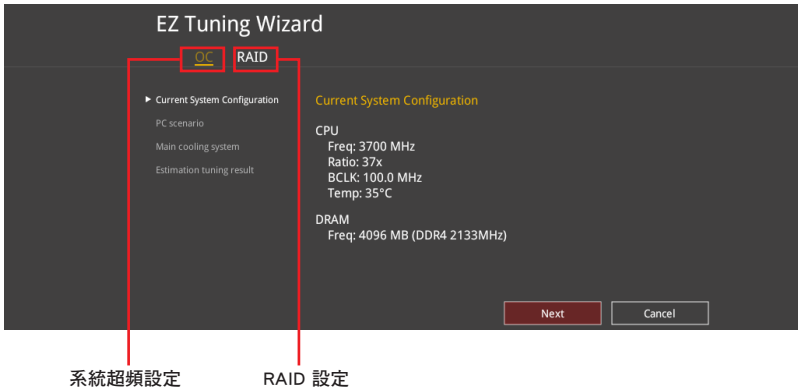 EZ Tuning Wizard
OC RAID
Current System Configuration
PC scenario
Main cooling system
Estimation tuning result
Current System Configuration
CPU
Freq: 3700 MHz
Ratio: 37x
BCLK: 100.0 MHz
Temp: 35°C
DRAM
Freq: 4096 MB (DDR4 2133MHz)
Next Cancel
系統超頻設定 RAID 設定